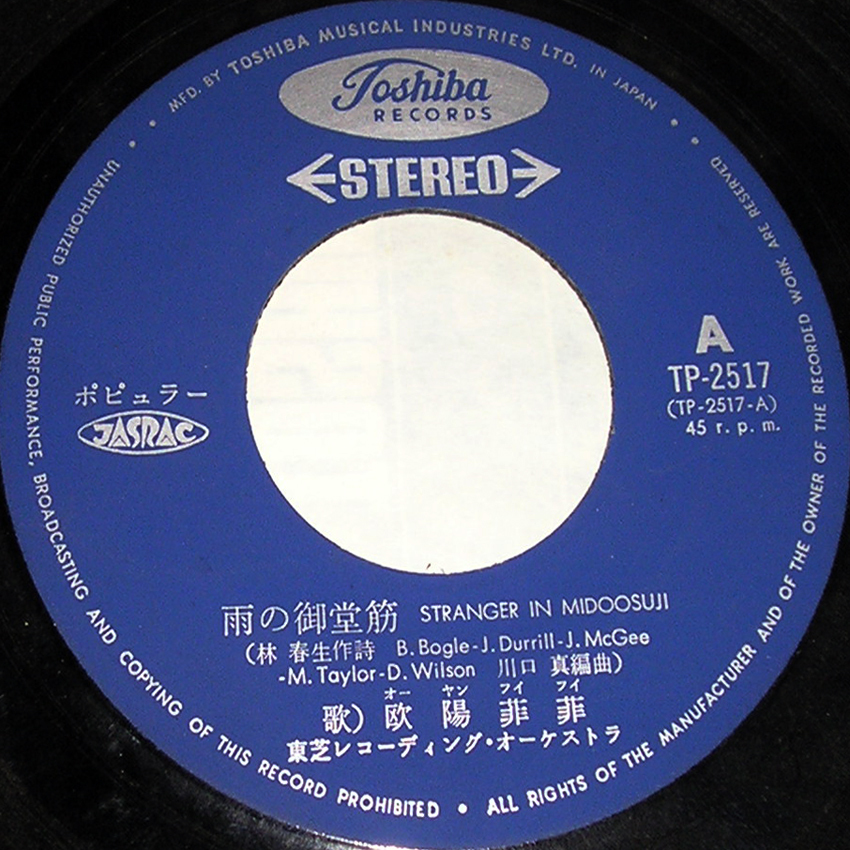 MFD. BY TOSHIBA MUSICAL INDUSTRIES LTD. IN JAPAN
Toshiba
RECORDS
STEREO
A
TP-2517
(TP-2517-A)
45 r. p. m.
ポピュラー
JASRAC
雨の御堂筋 STRANGER IN MIDOOSUJI
(林 春生作詩 B. Bogle-J. Durrill-J. McGee
-M. Taylor-D. Wilson 川口 真編曲)
オー ヤン フイ フイ
歌) 欧 陽 菲 菲
東芝レコーディング・オーケストラ
UNAUTHORIZED PUBLIC PERFORMANCE, BROADCASTING AND COPYING OF THIS RECORD PROHIBITED • ALL RIGHTS OF THE MANUFACTURER AND OF THE OWNER OF THE RECORDED WORK ARE RESERVED